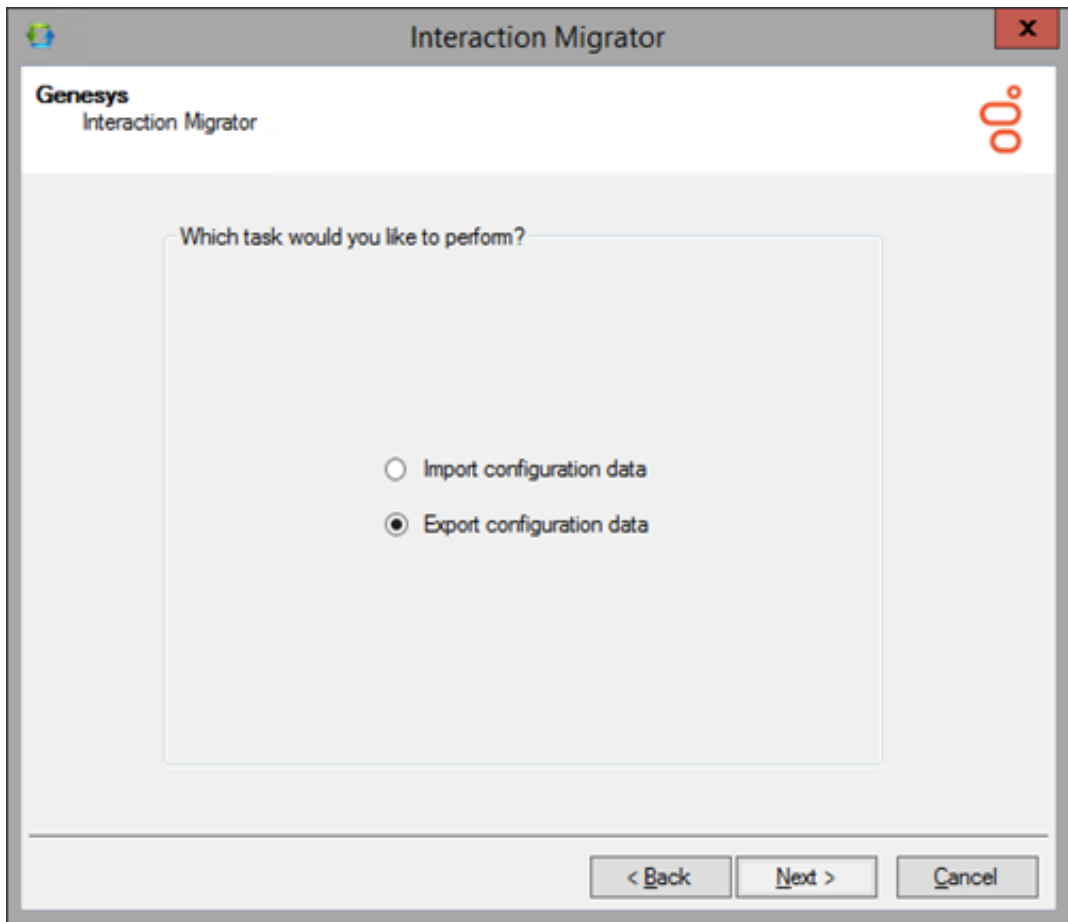 Interaction Migrator
x
Genesys
Interaction Migrator
Which task would you like to perform?
Import configuration data
Export configuration data
< Back
Next >
Cancel